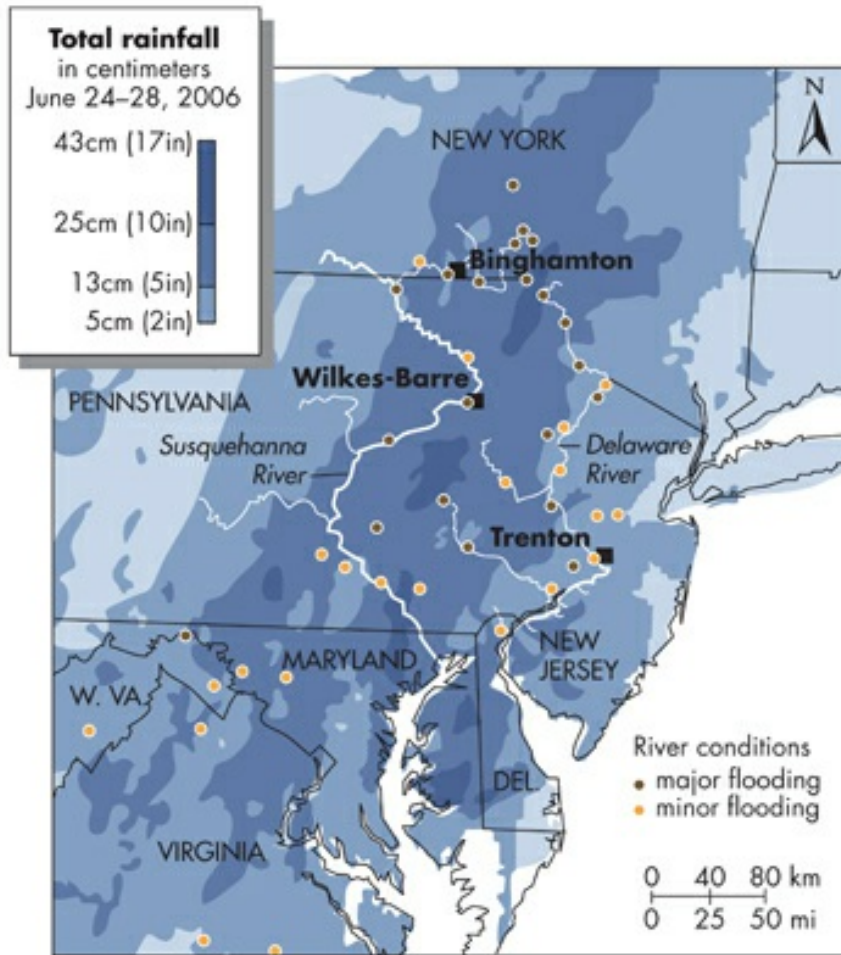 Total rainfall
in centimeters
June 24–28, 2006
43cm (17in)
25cm (10in)
13cm (5in)
5cm (2in)
N
NEW YORK
Binghamton
Wilkes-Barre
PENNSYLVANIA
Susquehanna
River
Delaware
River
Trenton
NEW
JERSEY
MARYLAND
W. VA.
DEL.
VIRGINIA
River conditions
major flooding
minor flooding
0 40 80 km
0 25 50 mi